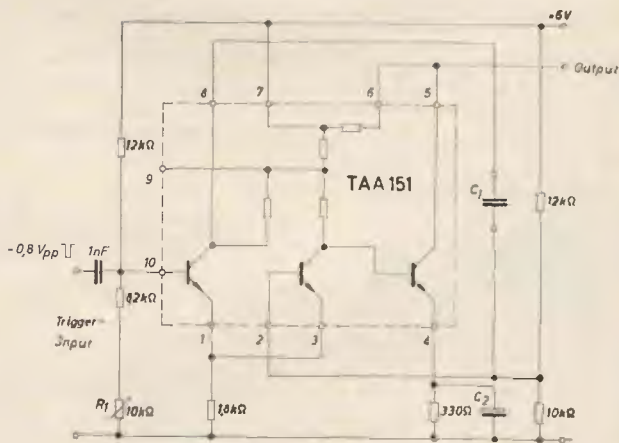 +6V
Output
8
7
6
5
12kΩ
9
TAA 151
C1
12kΩ
-0,8 Vpp
1nF
10
82kΩ
Trigger-
Input
1
2
3
4
R1
10kΩ
1,8kΩ
330Ω
C2
10kΩ